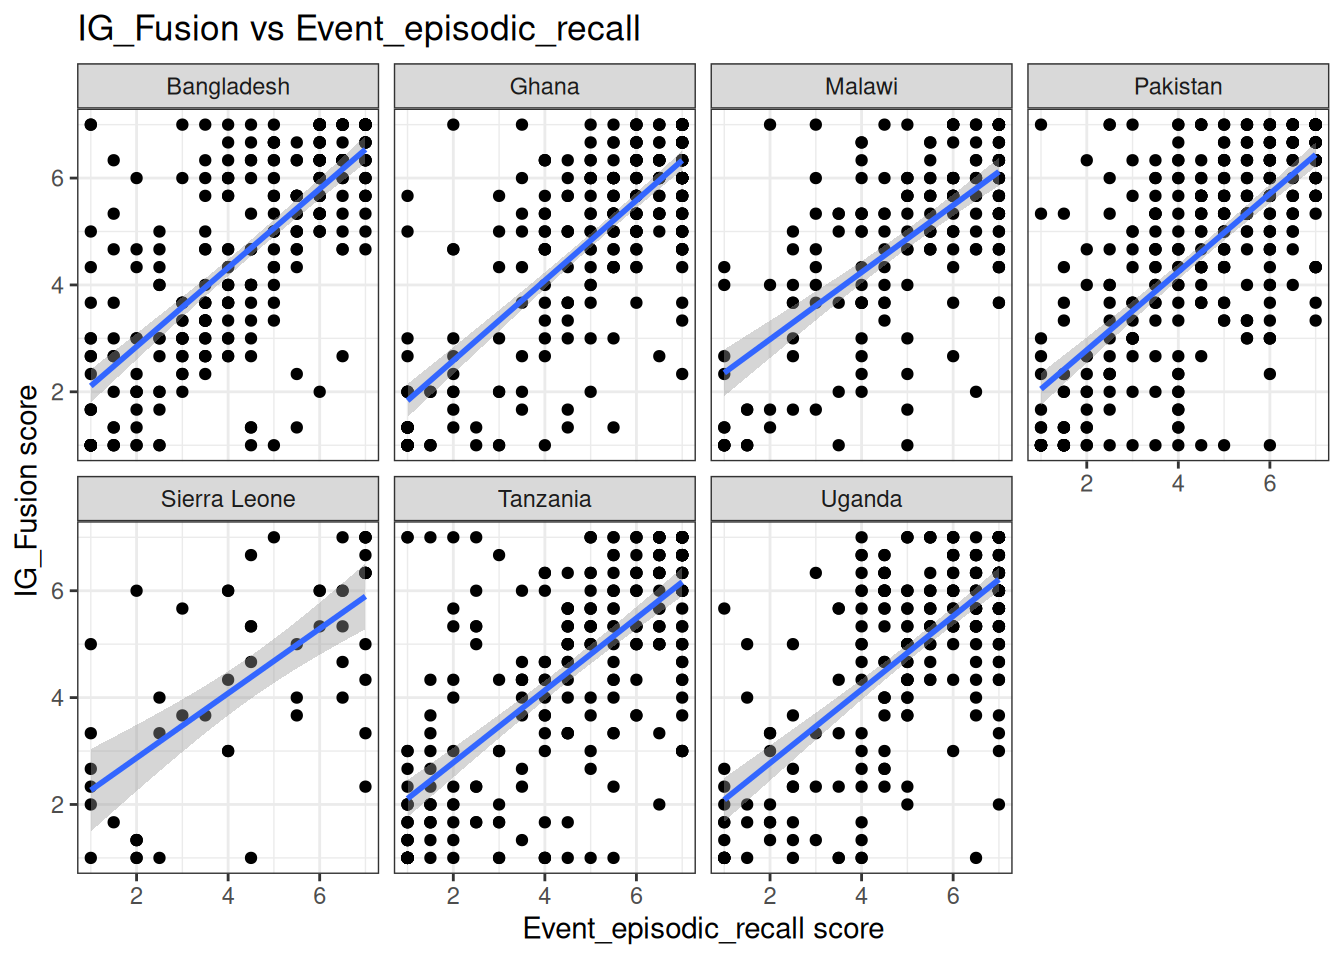 IG_Fusion vs Event_episodic_recall
Bangladesh Ghana Malawi Pakistan
6
4
2
2 4 6
Sierra Leone Tanzania Uganda
6
4
2
2 4 6 2 4 6 2 4 6
IG_Fusion score
Event_episodic_recall score